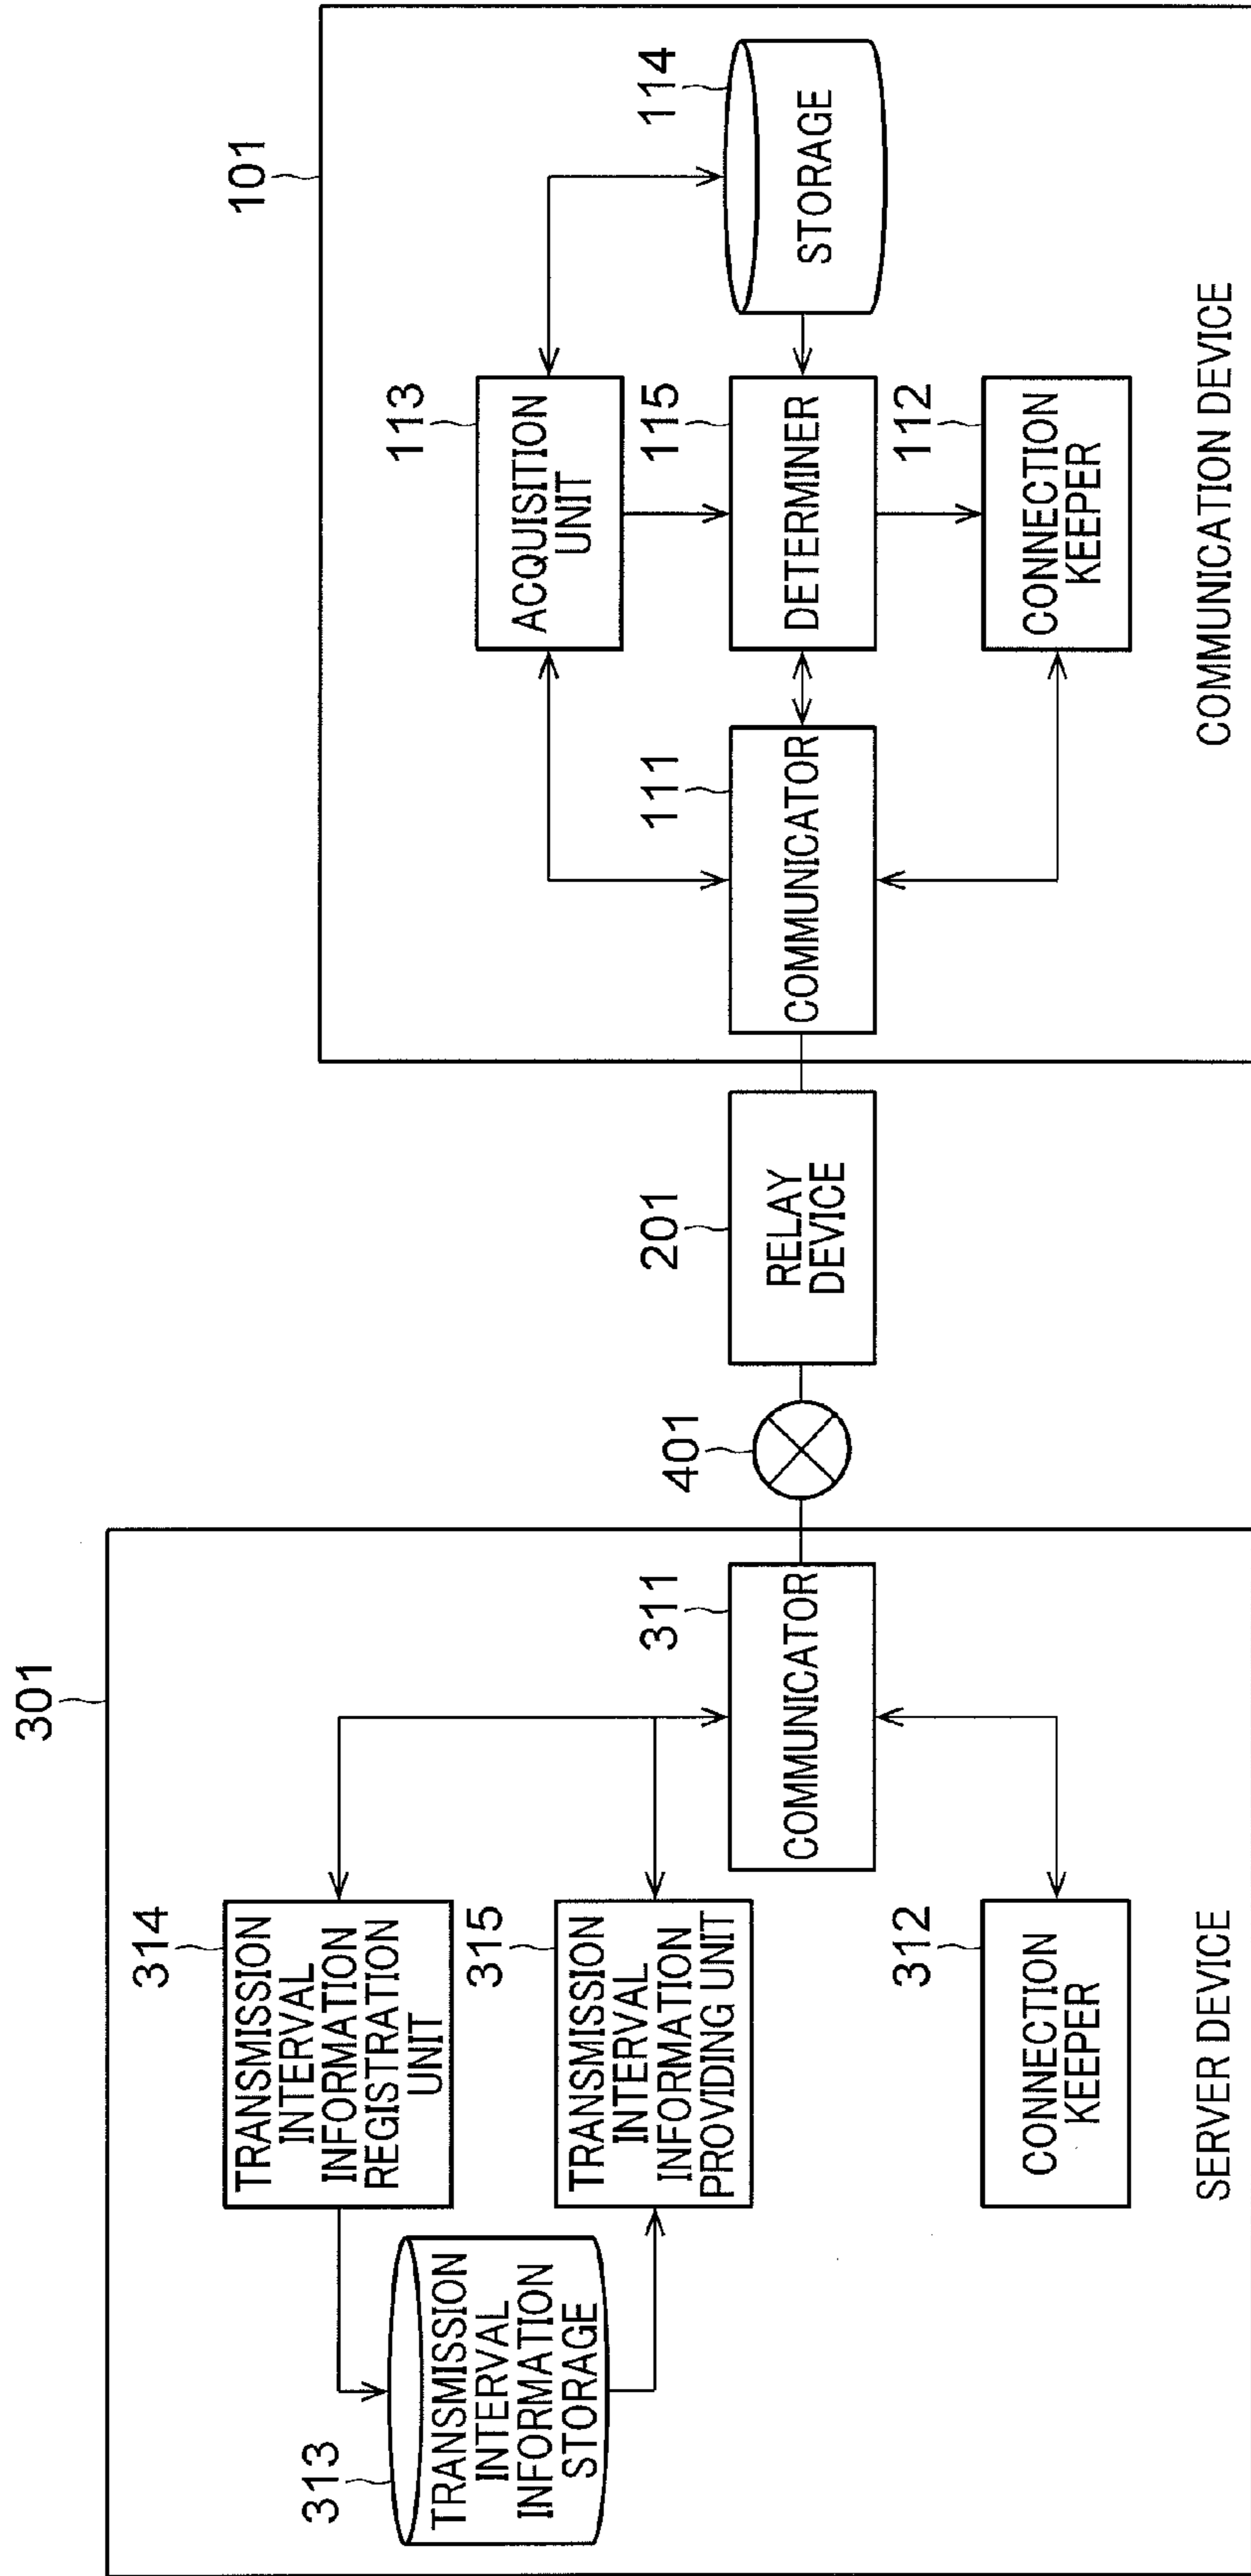 301
314
TRANSMISSION
INTERVAL
INFORMATION
REGISTRATION
UNIT
313
TRANSMISSION
INTERVAL
INFORMATION
STORAGE
315
TRANSMISSION
INTERVAL
INFORMATION
PROVIDING UNIT
311
COMMUNICATOR
312
CONNECTION
KEEPER
SERVER DEVICE
401
201
RELAY
DEVICE
101
113
ACQUISITION
UNIT
114
STORAGE
111
COMMUNICATOR
115
DETERMINER
112
CONNECTION
KEEPER
COMMUNICATION DEVICE